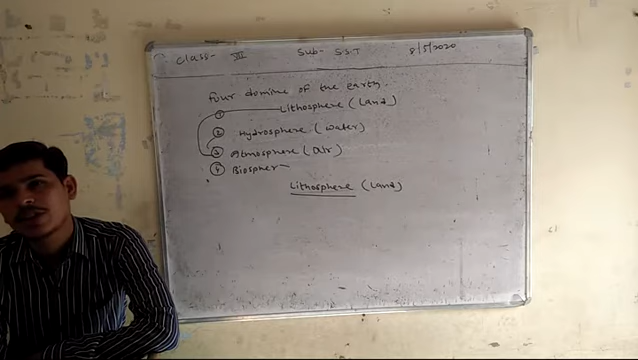 Class- VII Sub- S.S.T 8/5/2020
Four domine of the earth.
① Lithosphere (Land)
② Hydrosphere (Water)
③ Atmosphere (Air)
④ Biospher
Lithosphere (Land)